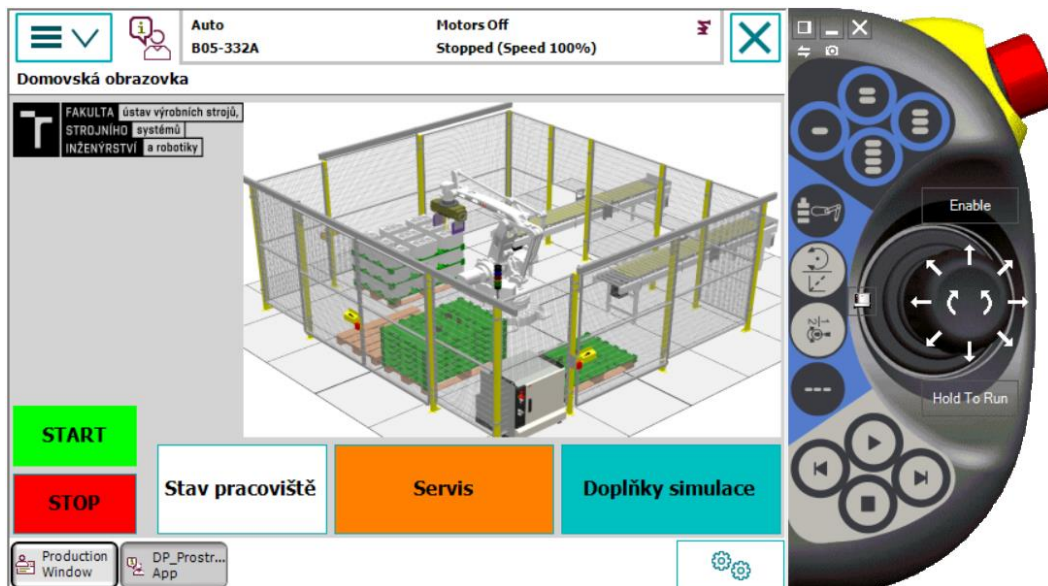 Auto
B05-332A
Motors Off
Stopped (Speed 100%)
Domovská obrazovka
FAKULTA ústav výrobních strojů,
STROJNÍHO systémů
INŽENÝRSTVÍ a robotiky
Enable
Hold To Run
START
STOP
Stav pracoviště
Servis
Doplňky simulace
Production
Window
DP_Prostr...
App